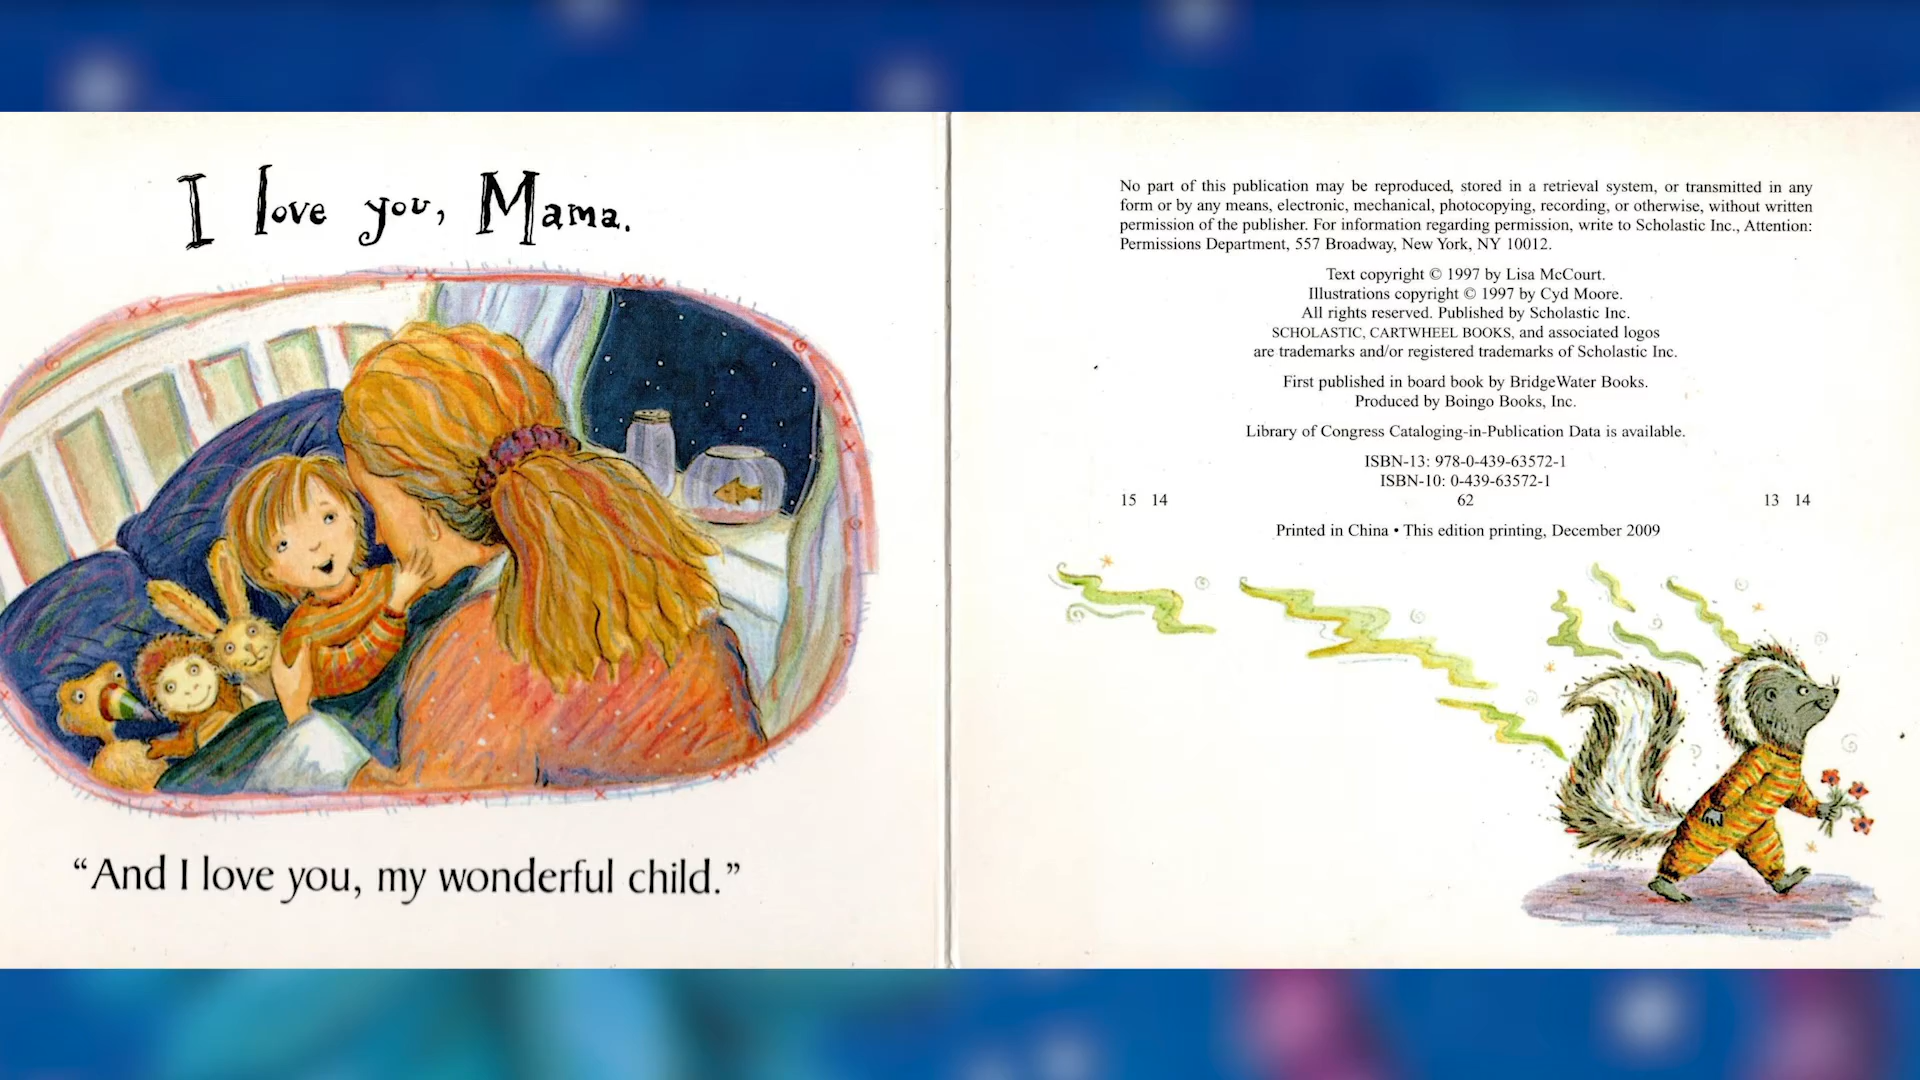 I love you, Mama.
“And I love you, my wonderful child.”
No part of this publication may be reproduced, stored in a retrieval system, or transmitted in any
form or by any means, electronic, mechanical, photocopying, recording, or otherwise, without written
permission of the publisher. For information regarding permission, write to Scholastic Inc., Attention:
Permissions Department, 557 Broadway, New York, NY 10012.
Text copyright © 1997 by Lisa McCourt.
Illustrations copyright © 1997 by Cyd Moore.
All rights reserved. Published by Scholastic Inc.
SCHOLASTIC, CARTWHEEL BOOKS, and associated logos
are trademarks and/or registered trademarks of Scholastic Inc.
First published in board book by BridgeWater Books.
Produced by Boingo Books, Inc.
Library of Congress Cataloging-in-Publication Data is available.
ISBN-13: 978-0-439-63572-1
ISBN-10: 0-439-63572-1
15 14 62 13 14
Printed in China • This edition printing, December 2009